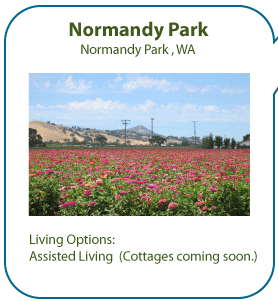 Normandy Park
Normandy Park , WA
Living Options:
Assisted Living  (Cottages coming soon.)